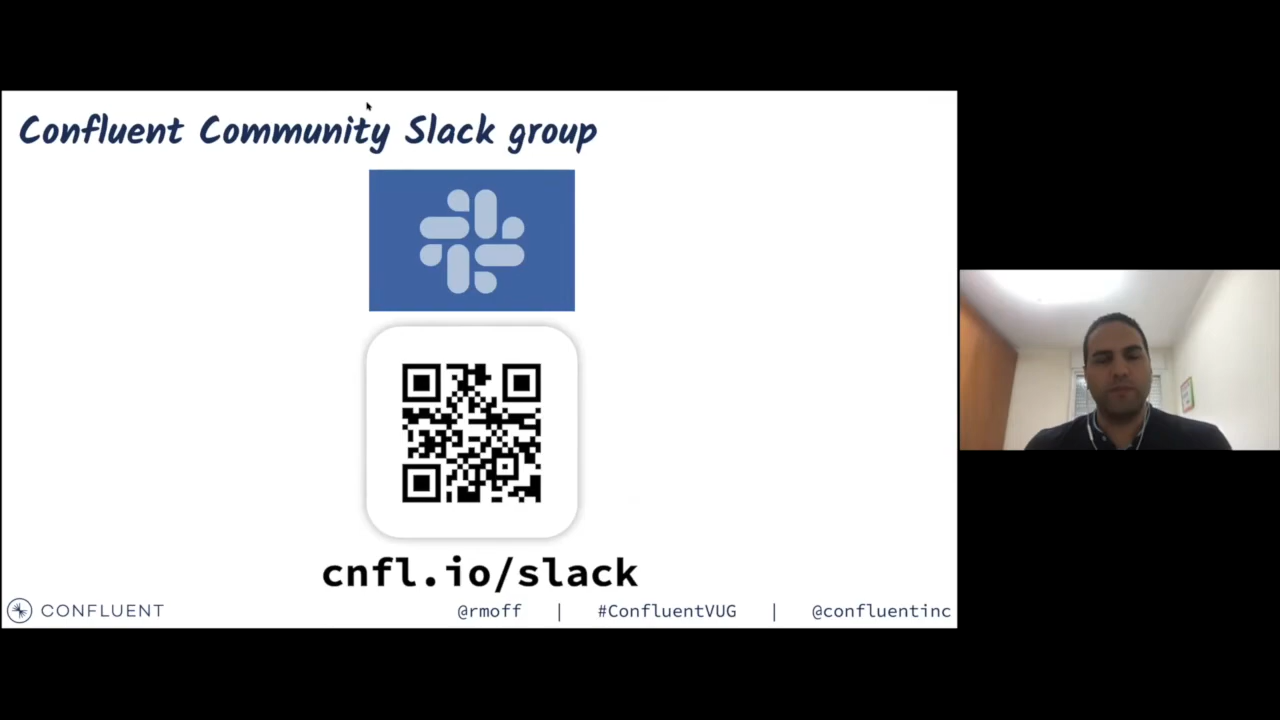 Confluent Community Slack group
cnfl.io/slack
CONFLUENT
@rmoff | #ConfluentVUG | @confluentinc